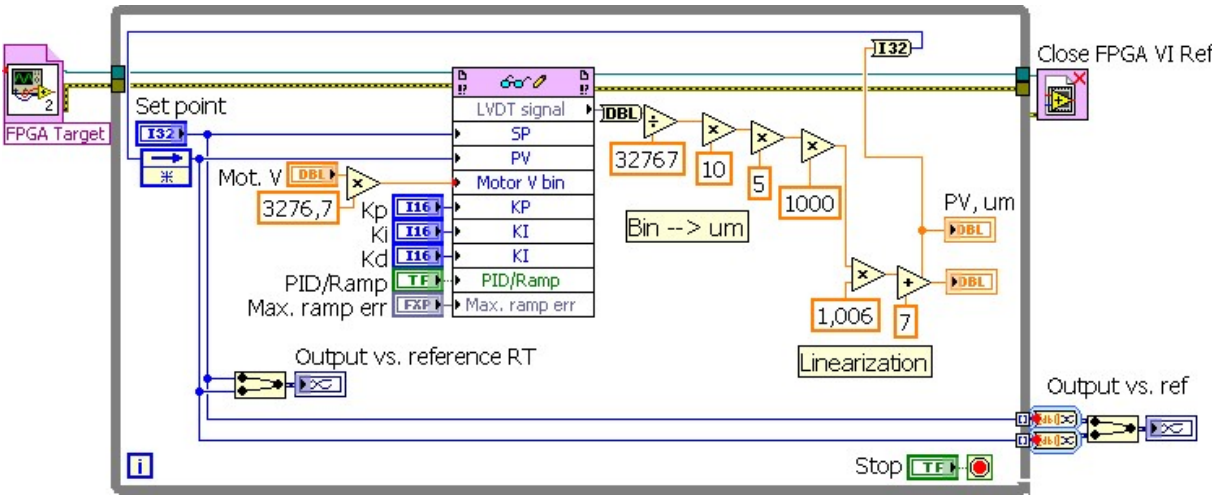 I32
Close FPGA VI Ref
FPGA Target
2
Set point
I32
LVDT signal
DBL
SP
32767
10
5
1000
PV
Mot. V
DBL
3276,7
Motor V bin
Kp
I16
KP
Ki
I16
KI
Kd
I16
KI
PID/Ramp
TF
PID/Ramp
Max. ramp err
FXP
Max. ramp err
Bin --> um
PV, um
DBL
DBL
1,006
7
Linearization
Output vs. reference RT
Output vs. ref
i
Stop
TF